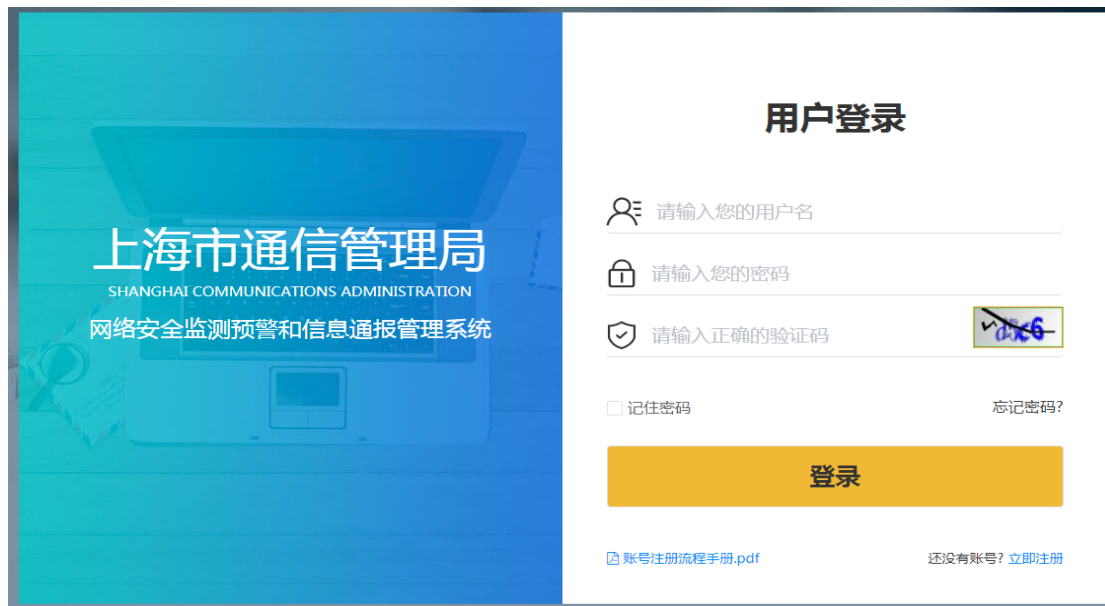 上海市通信管理局
SHANGHAI COMMUNICATIONS ADMINISTRATION
网络安全监测预警和信息通报管理系统
用户登录
请输入您的用户名
请输入您的密码
请输入正确的验证码
记住密码 忘记密码?
登录
账号注册流程手册.pdf 还没有账号? 立即注册